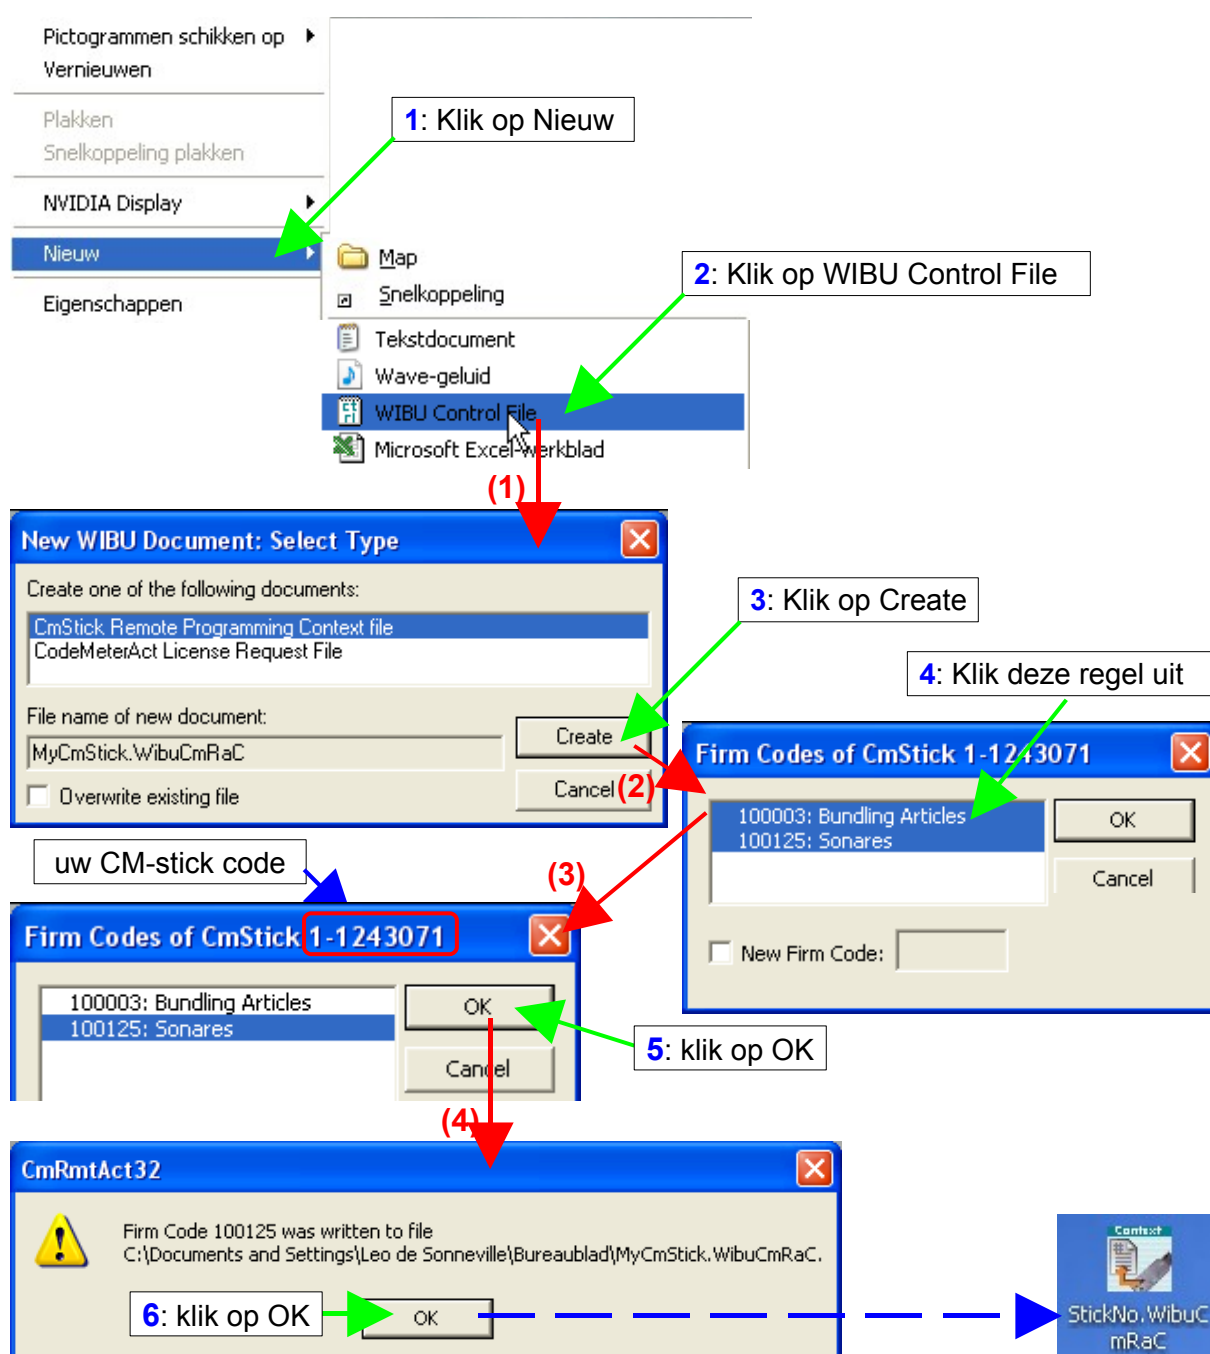 Pictogrammen schikken op
Vernieuwen
Plakken
Snelkoppeling plakken
1: Klik op Nieuw
NVIDIA Display
Nieuw
Map
2: Klik op WIBU Control File
Eigenschappen
Snelkoppeling
Tekstdocument
Wave-geluid
WIBU Control File
Microsoft Excel-werkblad
(1)
New WIBU Document: Select Type
Create one of the following documents:
CmStick Remote Programming Context file
CodeMeterAct License Request File
File name of new document:
MyCmStick.WibuCmRaC
Overwrite existing file
Create
Cancel
3: Klik op Create
4: Klik deze regel uit
(2)
Firm Codes of CmStick 1-1243071
100003: Bundling Articles
100125: Sonares
OK
Cancel
New Firm Code:
uw CM-stick code
(3)
Firm Codes of CmStick 1-1243071
100003: Bundling Articles
100125: Sonares
OK
Cancel
5: klik op OK
(4)
CmRmtAct32
Firm Code 100125 was written to file
C:\Documents and Settings\Leo de Sonneville\Bureaublad\MyCmStick.WibuCmRaC.
6: klik op OK
OK
Context
StickNo.WibuC
mRaC